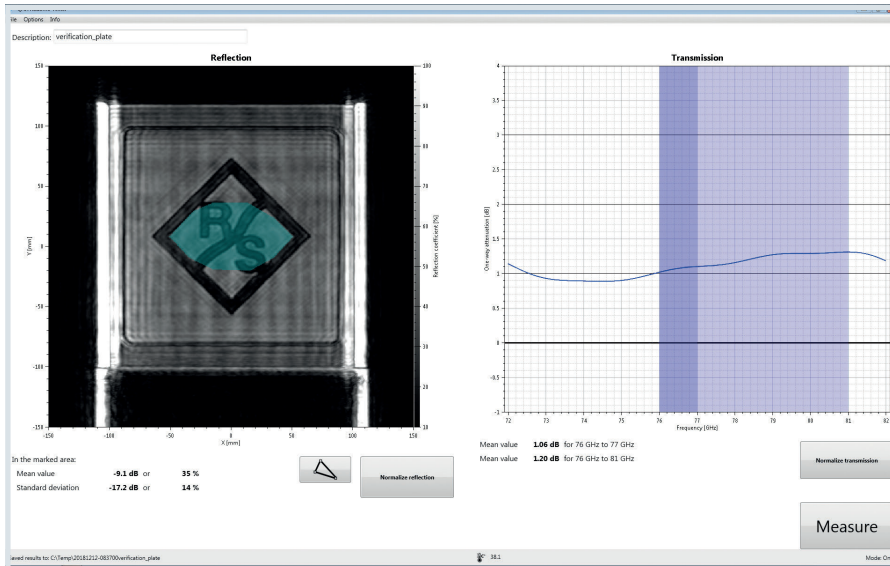 Options Info
Description: verification_plate
Reflection
150
100
50
0
-50
-100
-150
Y [mm]
-150 -100 -50 0 50 100 150
X [mm]
100
90
80
70
60
50
40
30
20
10
Reflection coefficient [%]
R/S
Transmission
4
3.5
3
2.5
2
1.5
1
0.5
0
-0.5
-1
One-way attenuation [dB]
72 73 74 75 76 77 78 79 80 81 82
Frequency [GHz]
In the marked area:
Mean value -9.1 dB or 35 %
Standard deviation -17.2 dB or 14 %
Normalize reflection
Mean value 1.06 dB for 76 GHz to 77 GHz
Mean value 1.20 dB for 76 GHz to 81 GHz
Normalize transmission
Measure
aved results to: C:\Temp\20181212-083700verification_plate
38.1
Mode: On